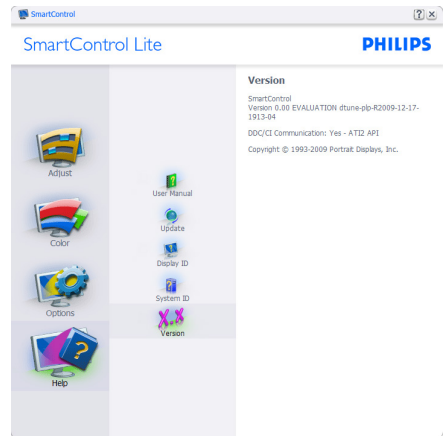 SmartControl
SmartControl Lite
PHILIPS
Adjust
Color
Options
Help
User Manual
Update
Display ID
System ID
X.X
Version
Version
SmartControl
Version 0.00 EVALUATION dtune-plp-R2009-12-17-
1913-04
DDC/CI Communication: Yes - ATI2 API
Copyright © 1993-2009 Portrait Displays, Inc.